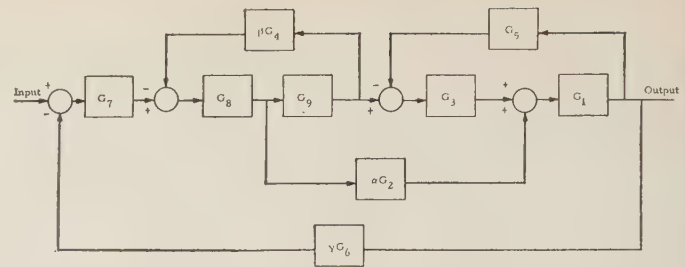 βG4
G5
Input
+
−
G7
−
+
G8
G9
−
+
G3
+
+
G1
Output
αG2
γG6